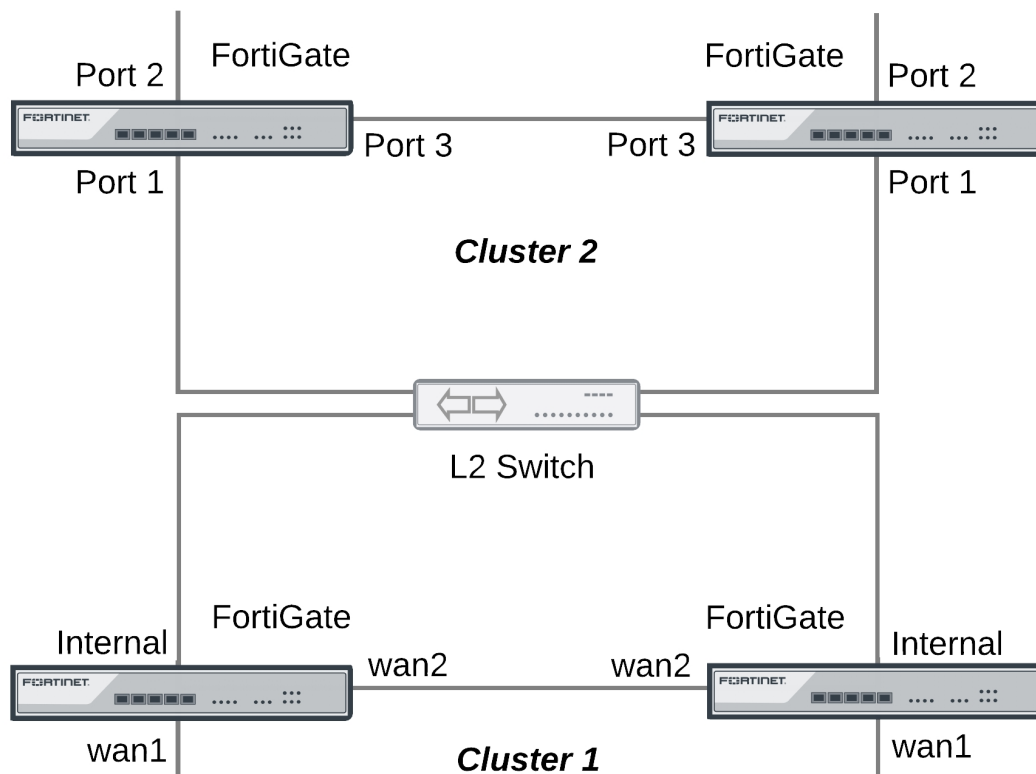 FortiGate
FortiGate
Port 2
Port 2
FORTINET
FORTINET
Port 3
Port 3
Port 1
Port 1
Cluster 2
L2 Switch
FortiGate
FortiGate
Internal
Internal
wan2
wan2
FORTINET
FORTINET
wan1
wan1
Cluster 1